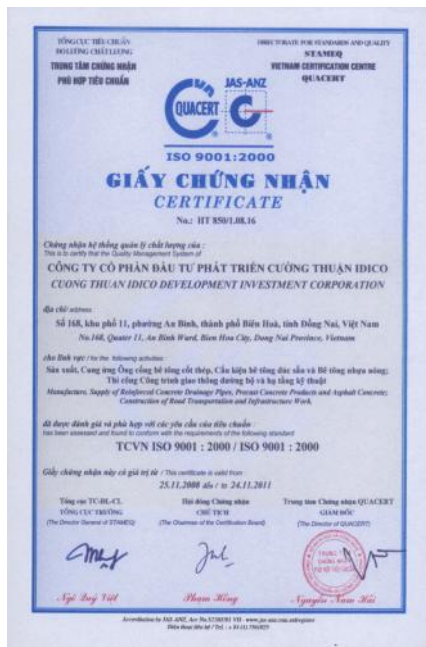 TỔNG CỤC TIÊU CHUẨN
ĐO LƯỜNG CHẤT LƯỢNG
TRUNG TÂM CHỨNG NHẬN
PHÙ HỢP TIÊU CHUẨN
DIRECTORATE FOR STANDARDS AND QUALITY
STAMEQ
VIETNAM CERTIFICATION CENTRE
QUACERT
JAS-ANZ
QUACERT
ISO 9001:2000
GIẤY CHỨNG NHẬN
CERTIFICATE
No.: HT 850/1.08.16
Chứng nhận hệ thống quản lý chất lượng của :
This is to certify that the Quality Management System of
CÔNG TY CỔ PHẦN ĐẦU TƯ PHÁT TRIỂN CƯỜNG THUẬN IDICO
CUONG THUAN IDICO DEVELOPMENT INVESTMENT CORPORATION
địa chỉ/ address
Số 168, khu phố 11, phường An Bình, thành phố Biên Hoà, tỉnh Đồng Nai, Việt Nam
No.168, Quater 11, An Binh Ward, Bien Hoa City, Dong Nai Province, Vietnam
cho lĩnh vực / for the following activities
Sản xuất, Cung ứng Ống cống bê tông cốt thép, Cấu kiện bê tông đúc sẵn và Bê tông nhựa nóng;
Thi công Công trình giao thông đường bộ và hạ tầng kỹ thuật
Manufacture, Supply of Reinforced Concrete Drainage Pipes, Precast Concrete Products and Asphalt Concrete;
Construction of Road Transportation and Infrastructure Work.
đã được đánh giá và phù hợp với các yêu cầu của tiêu chuẩn :
has been assessed and found to conform with the requirements of the following standard
TCVN ISO 9001 : 2000 / ISO 9001 : 2000
Giấy chứng nhận này có giá trị từ / This certificate is valid from
25.11.2008 đến / to 24.11.2011
Tổng cục TC-ĐL-CL
TỔNG CỤC TRƯỞNG
(The Director General of STAMEQ)
Hội đồng Chứng nhận
CHỦ TỊCH
(The Chairman of the Certification Board)
Trung tâm Chứng nhận QUACERT
GIÁM ĐỐC
(The Director of QUACERT)
TRUNG TÂM
CHỨNG NHẬN
PHÙ HỢP TIÊU CHUẨN
Ngô Quý Việt
Phạm Hồng
Nguyễn Nam Hải